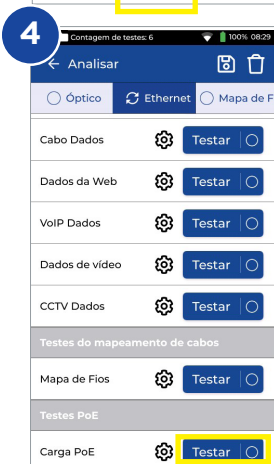 4
Contagem de testes: 6 100% 08:29
← Analisar
Óptico Ethernet Mapa de F
Cabo Dados Testar
Dados da Web Testar
VoIP Dados Testar
Dados de vídeo Testar
CCTV Dados Testar
Testes do mapeamento de cabos
Mapa de Fios Testar
Testes PoE
Carga PoE Testar